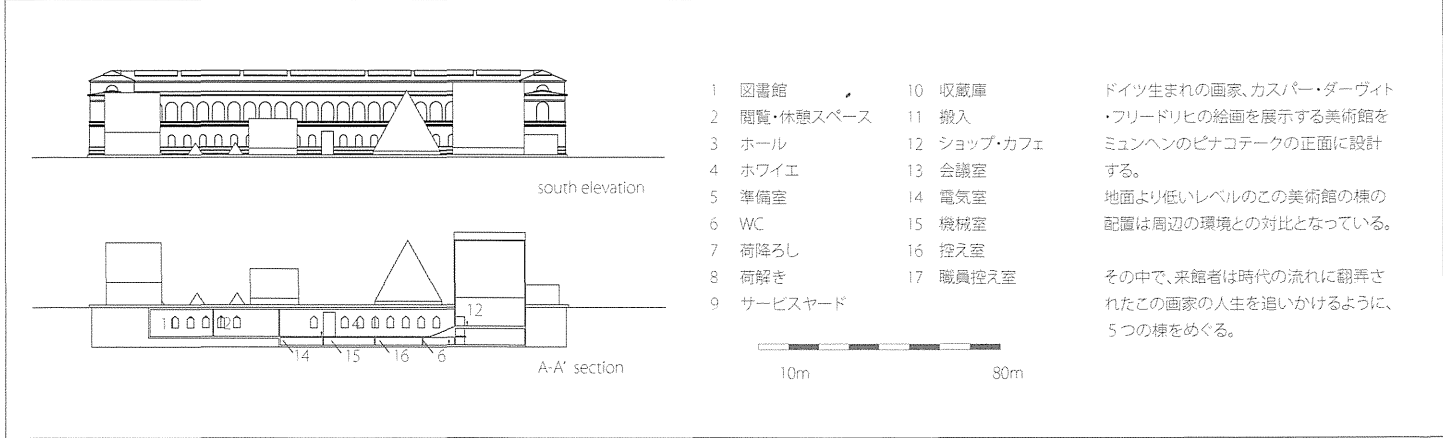 south elevation
1 2 12 4
14 15 16 6
A-A' section
1 図書館
2 閲覧・休憩スペース
3 ホール
4 ホワイエ
5 準備室
6 WC
7 荷降ろし
8 荷解き
9 サービスヤード
10 収蔵庫
11 搬入
12 ショップ・カフェ
13 会議室
14 電気室
15 機械室
16 控え室
17 職員控え室
10m 80m
ドイツ生まれの画家、カスパー・ダーヴィト
・フリードリヒの絵画を展示する美術館を
ミュンヘンのピナコテークの正面に設計
する。
地面より低いレベルのこの美術館の棟の
配置は周辺の環境との対比となっている。
その中で、来館者は時代の流れに翻弄さ
れたこの画家の人生を追いかけるように、
5つの棟をめぐる。